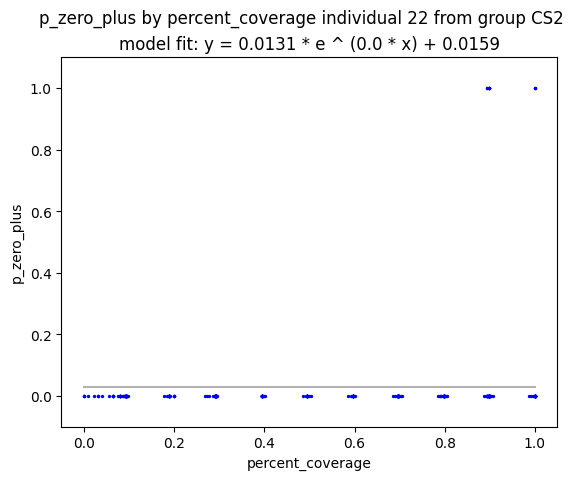 p_zero_plus by percent_coverage individual 22 from group CS2
model fit: y = 0.0131 * e ^ (0.0 * x) + 0.0159
1.0
0.8
0.6
0.4
0.2
0.0
p_zero_plus
0.0 0.2 0.4 0.6 0.8 1.0
percent_coverage